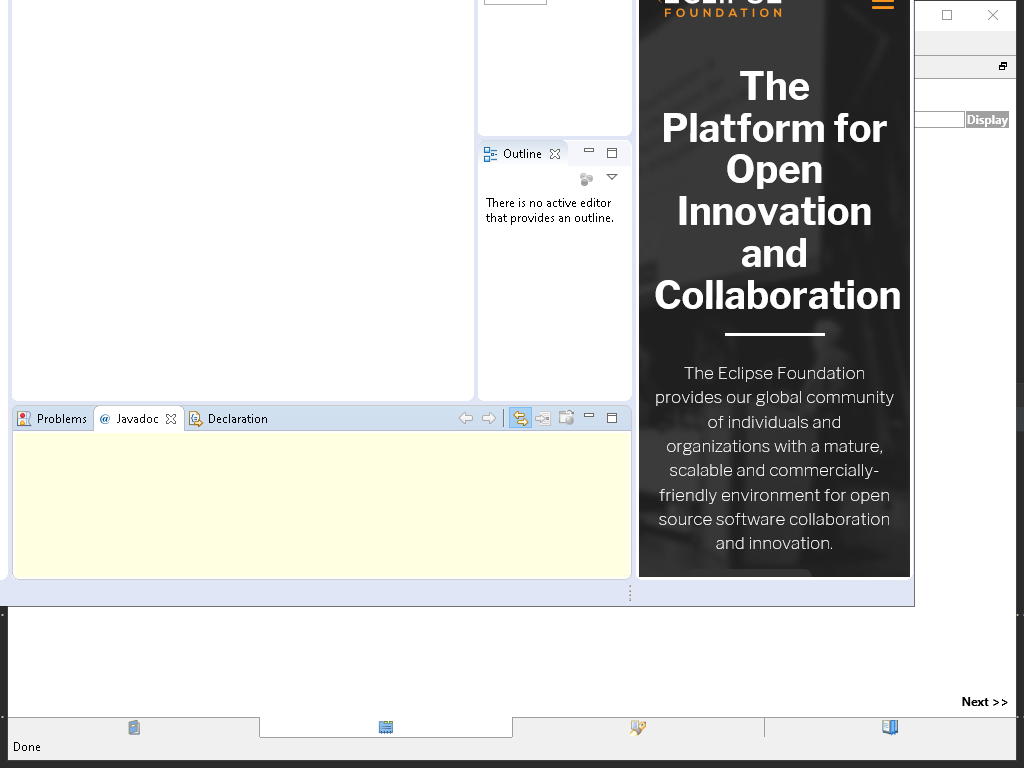 FOUNDATION
The
Platform for
Open
Innovation
and
Collaboration
The Eclipse Foundation
provides our global community
of individuals and
organizations with a mature,
scalable and commercially-
friendly environment for open
source software collaboration
and innovation.
Display
Outline
There is no active editor
that provides an outline.
Problems
@ Javadoc
Declaration
Next >>
Done